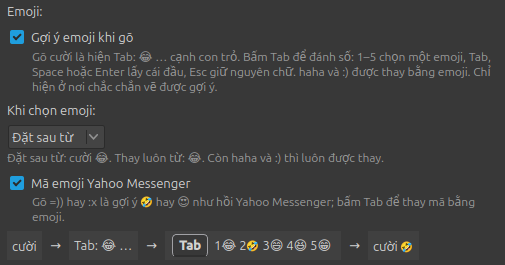 Emoji:
Gợi ý emoji khi gõ
Gõ cười là hiện Tab: 😂 … cạnh con trỏ. Bấm Tab để đánh số: 1–5 chọn một emoji, Tab,
Space hoặc Enter lấy cái đầu, Esc giữ nguyên chữ. haha và :) được thay bằng emoji. Chỉ
hiện ở nơi chắc chắn vẽ được gợi ý.
Khi chọn emoji:
Đặt sau từ
Đặt sau từ: cười 😂. Thay luôn từ: 😂. Còn haha và :) thì luôn được thay.
Mã emoji Yahoo Messenger
Gõ =)) hay :x là gợi ý 🤣 hay 😍 như hồi Yahoo Messenger; bấm Tab để thay mã bằng
emoji.
cười → Tab: 😂 … → Tab 1😂 2🤣 3😄 4😆 5😁 → cười 🤣